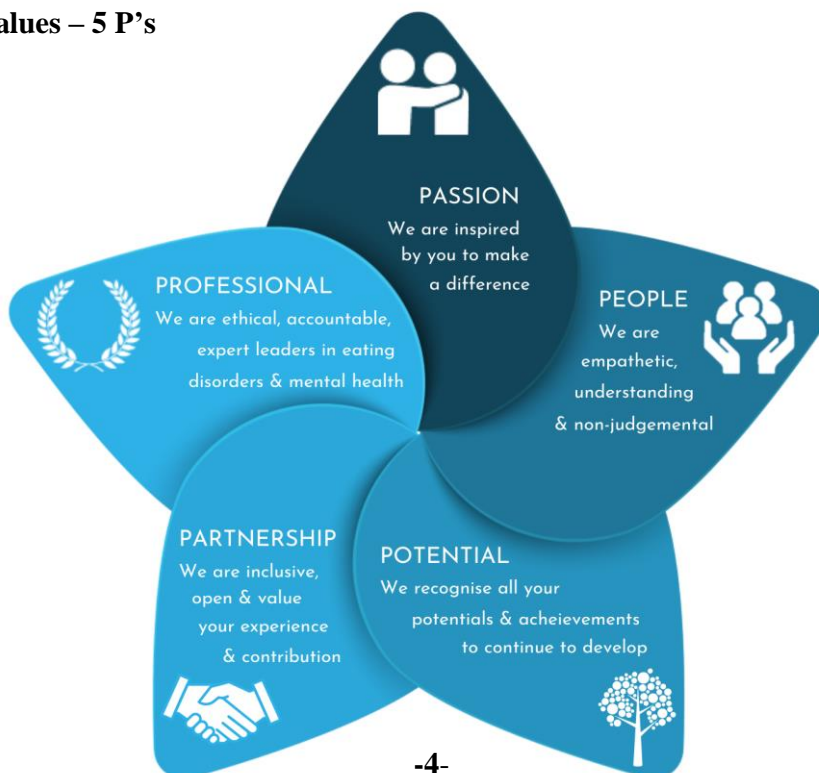 alues – 5 P's
PASSION
We are inspired
by you to make
a difference
PEOPLE
We are
empathetic,
understanding
& non-judgemental
POTENTIAL
We recognise all your
potentials & acheievements
to continue to develop
PARTNERSHIP
We are inclusive,
open & value
your experience
& contribution
PROFESSIONAL
We are ethical, accountable,
expert leaders in eating
disorders & mental health
-4-